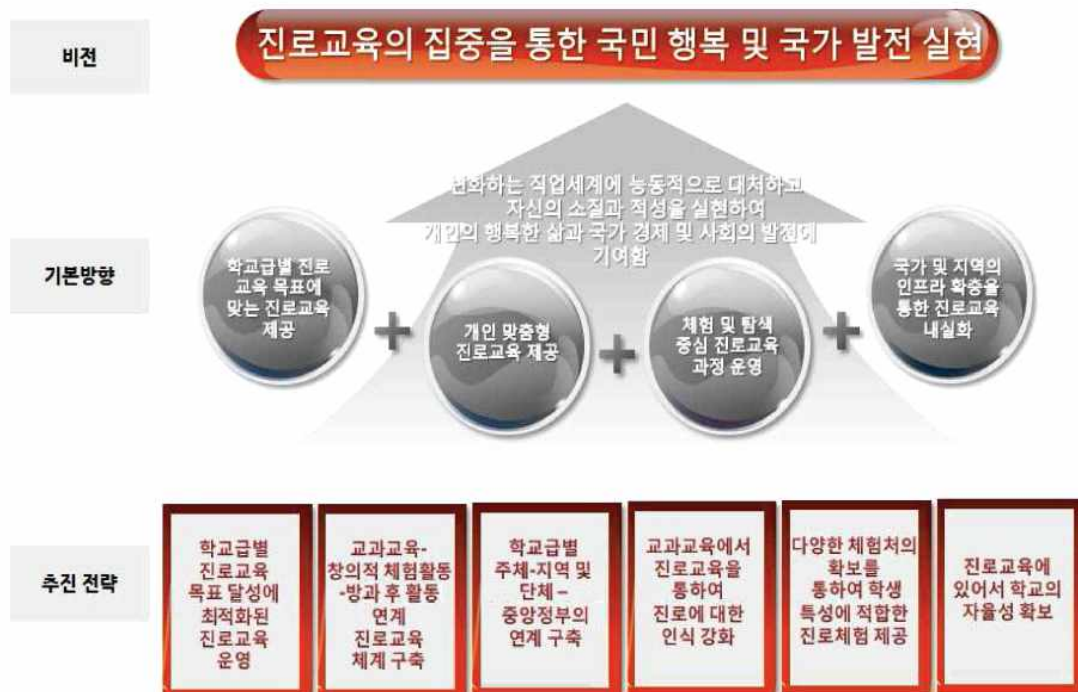 비전
진로교육의 집중을 통한 국민 행복 및 국가 발전 실현
변화하는 직업세계에 능동적으로 대처하고
자신의 소질과 적성을 실현하여
개인의 행복한 삶과 국가 경제 및 사회의 발전에
기여함
기본방향
학교급별 진로
교육 목표에
맞는 진로교육
제공
+
개인 맞춤형
진로교육 제공
+
체험 및 탐색
중심 진로교육
과정 운영
+
국가 및 지역의
인프라 확충을
통한 진로교육
내실화
추진 전략
학교급별
진로교육
목표 달성에
최적화된
진로교육
운영
교과교육-
창의적 체험활동
-방과 후 활동
연계
진로교육
체계 구축
학교급별
주체-지역 및
단체 –
중앙정부의
연계 구축
교과교육에서
진로교육을
통하여
진로에 대한
인식 강화
다양한 체험처의
확보를
통하여 학생
특성에 적합한
진로체험 제공
진로교육에
있어서 학교의
자율성 확보